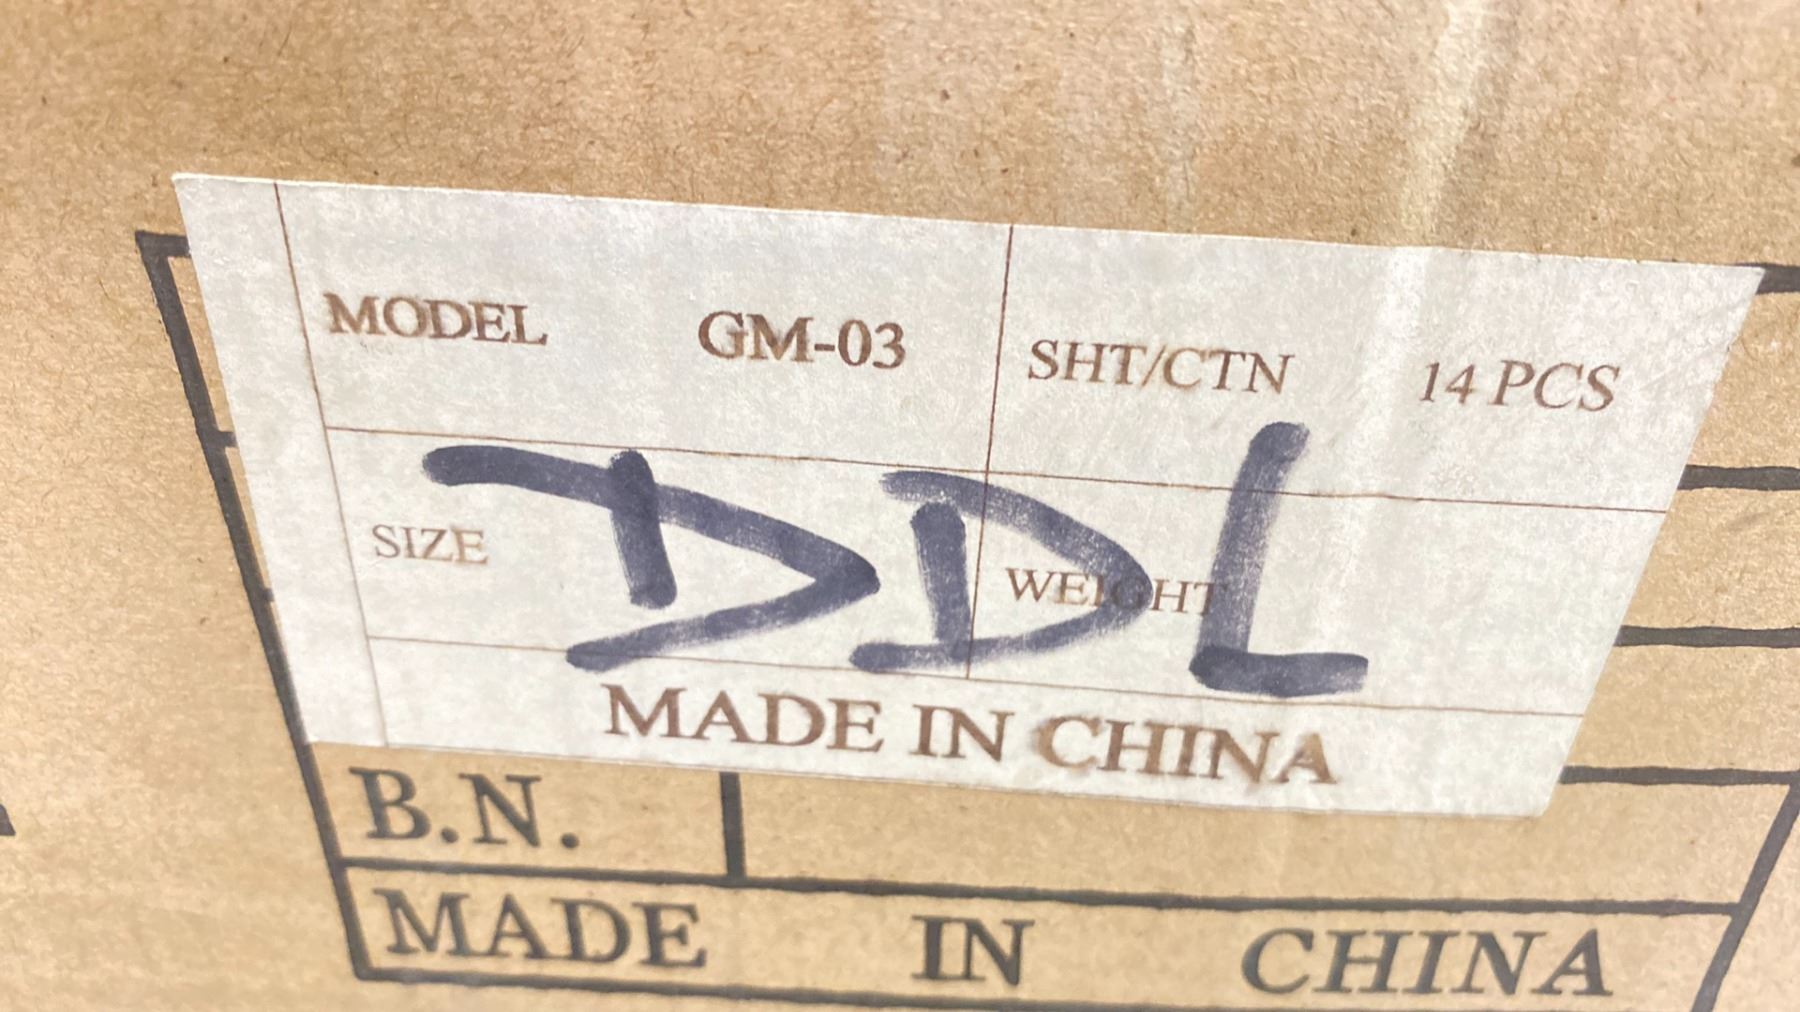 MODEL GM-03 SHT/CTN 14 PCS
SIZE DDL WEIGHT
MADE IN CHINA
B.N.
MADE IN CHINA